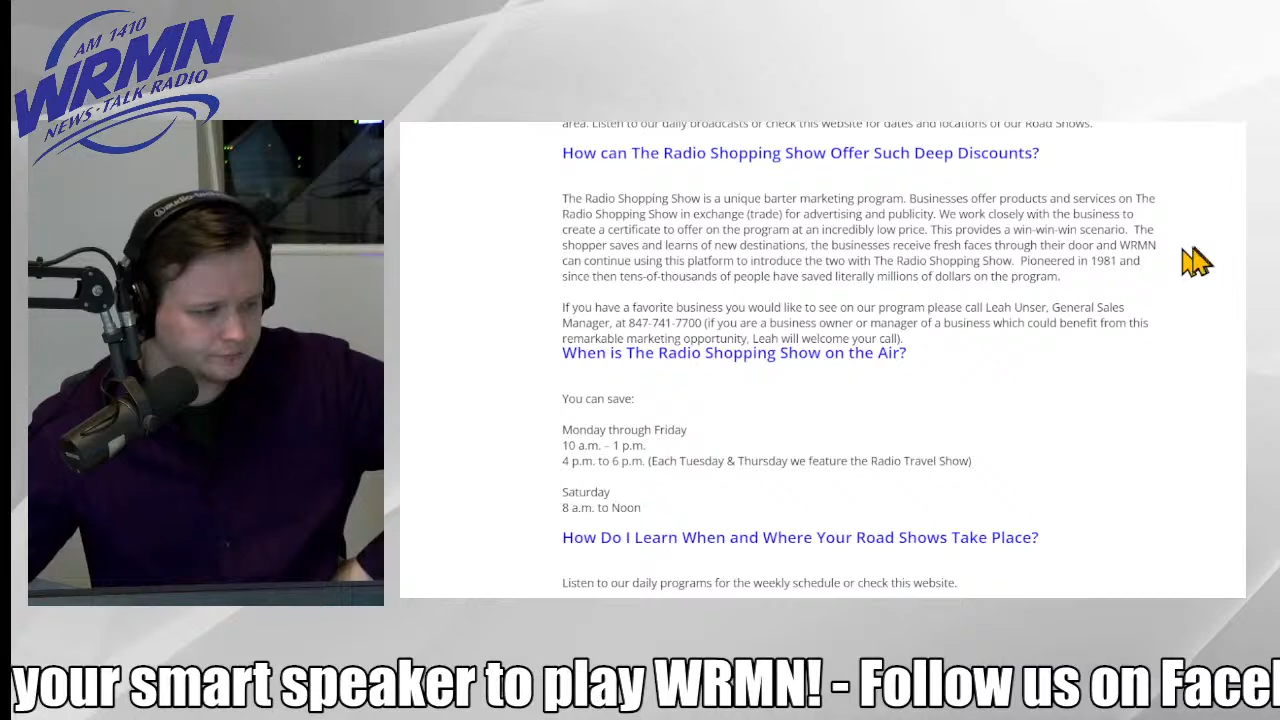 AM 1410
WRMN
NEWS·TALK RADIO
audio-technica
area. Listen to our daily broadcasts or check this website for dates and locations of our Road Shows.
How can The Radio Shopping Show Offer Such Deep Discounts?
The Radio Shopping Show is a unique barter marketing program. Businesses offer products and services on The
Radio Shopping Show in exchange (trade) for advertising and publicity. We work closely with the business to
create a certificate to offer on the program at an incredibly low price. This provides a win-win-win scenario. The
shopper saves and learns of new destinations, the businesses receive fresh faces through their door and WRMN
can continue using this platform to introduce the two with The Radio Shopping Show. Pioneered in 1981 and
since then tens-of-thousands of people have saved literally millions of dollars on the program.
If you have a favorite business you would like to see on our program please call Leah Unser, General Sales
Manager, at 847-741-7700 (if you are a business owner or manager of a business which could benefit from this
remarkable marketing opportunity, Leah will welcome your call).
When is The Radio Shopping Show on the Air?
You can save:
Monday through Friday
10 a.m. – 1 p.m.
4 p.m. to 6 p.m. (Each Tuesday & Thursday we feature the Radio Travel Show)
Saturday
8 a.m. to Noon
How Do I Learn When and Where Your Road Shows Take Place?
Listen to our daily programs for the weekly schedule or check this website.
your smart speaker to play WRMN! - Follow us on Face